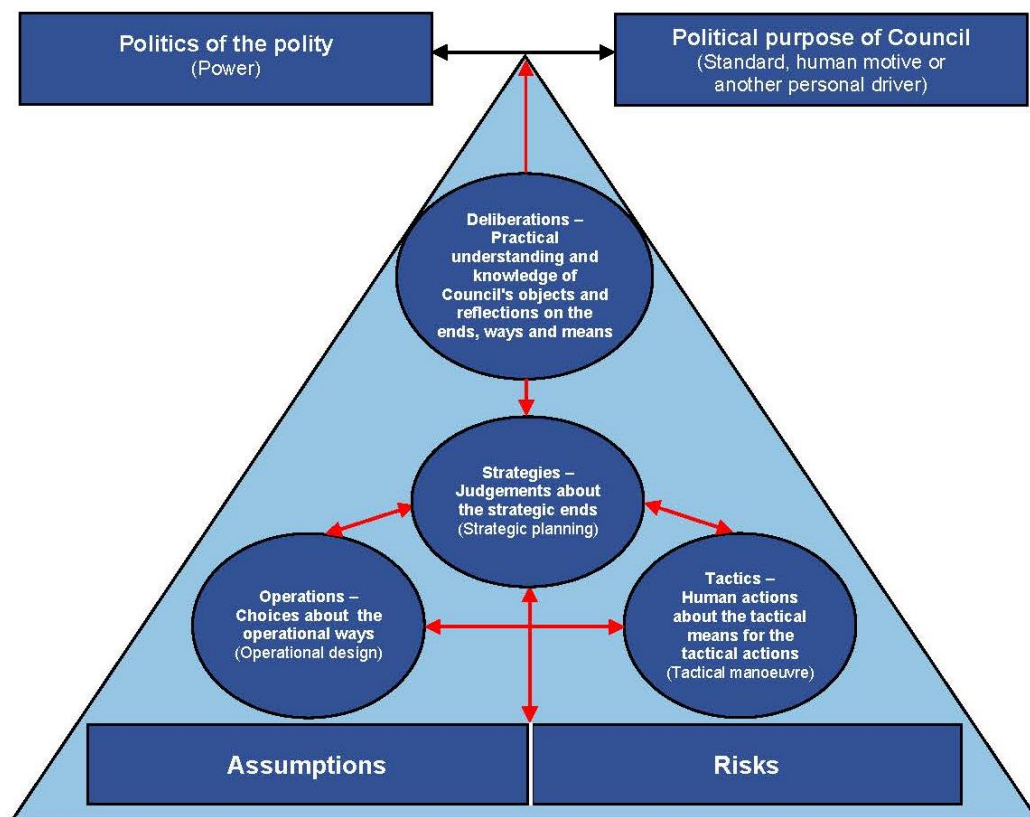 Politics of the polity
(Power)
Political purpose of Council
(Standard, human motive or
another personal driver)
Deliberations –
Practical
understanding and
knowledge of
Council's objects and
reflections on the
ends, ways and means
Strategies –
Judgements about
the strategic ends
(Strategic planning)
Operations –
Choices about the
operational ways
(Operational design)
Tactics –
Human actions
about the tactical
means for the
tactical actions
(Tactical manoeuvre)
Assumptions
Risks